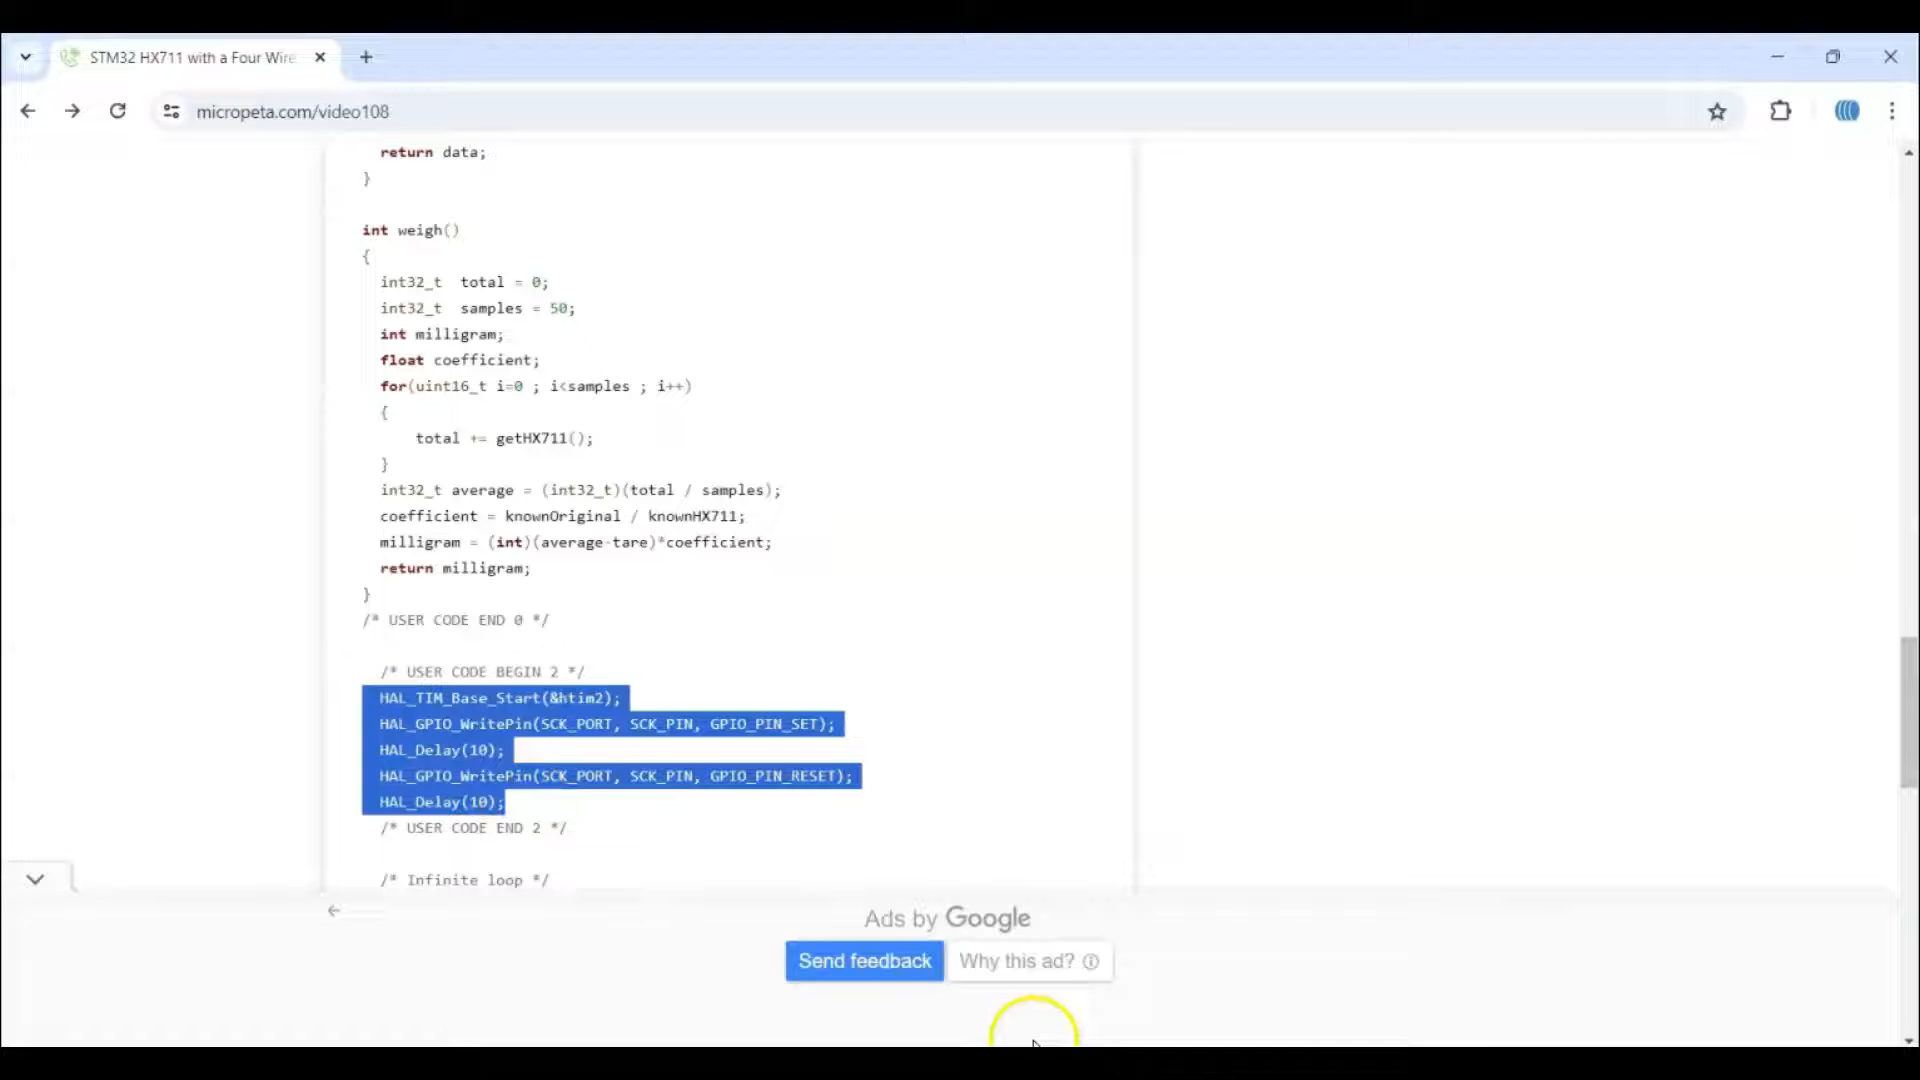 STM32 HX711 with a Four Wire
micropeta.com/video108
return data;
}
int weigh()
{
int32_t  total = 0;
int32_t  samples = 50;
int milligram;
float coefficient;
for(uint16_t i=0 ; i<samples ; i++)
{
total += getHX711();
}
int32_t average = (int32_t)(total / samples);
coefficient = knownOriginal / knownHX711;
milligram = (int)(average-tare)*coefficient;
return milligram;
}
/* USER CODE END 0 */
/* USER CODE BEGIN 2 */
HAL_TIM_Base_Start(&htim2);
HAL_GPIO_WritePin(SCK_PORT, SCK_PIN, GPIO_PIN_SET);
HAL_Delay(10);
HAL_GPIO_WritePin(SCK_PORT, SCK_PIN, GPIO_PIN_RESET);
HAL_Delay(10);
/* USER CODE END 2 */
/* Infinite loop */
Ads by Google
Send feedback
Why this ad?